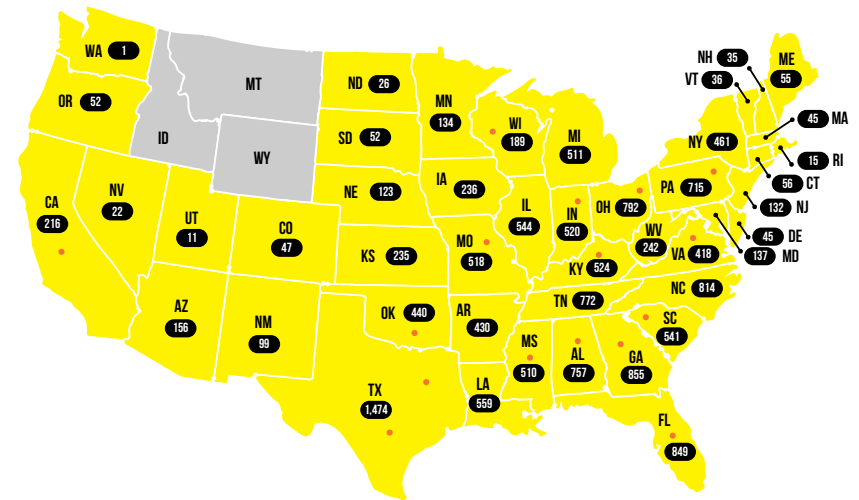 WA 1
OR 52
CA 216
NV 22
ID
MT
WY
UT 11
AZ 156
CO 47
NM 99
ND 26
SD 52
NE 123
KS 235
OK 440
TX 1,474
MN 134
IA 236
MO 518
AR 430
LA 559
WI 189
IL 544
MI 511
IN 520
OH 792
KY 524
TN 772
MS 510
AL 757
GA 855
FL 849
SC 541
NC 814
VA 418
WV 242
PA 715
NY 461
VT 36
NH 35
ME 55
45 MA
15 RI
56 CT
132 NJ
45 DE
137 MD